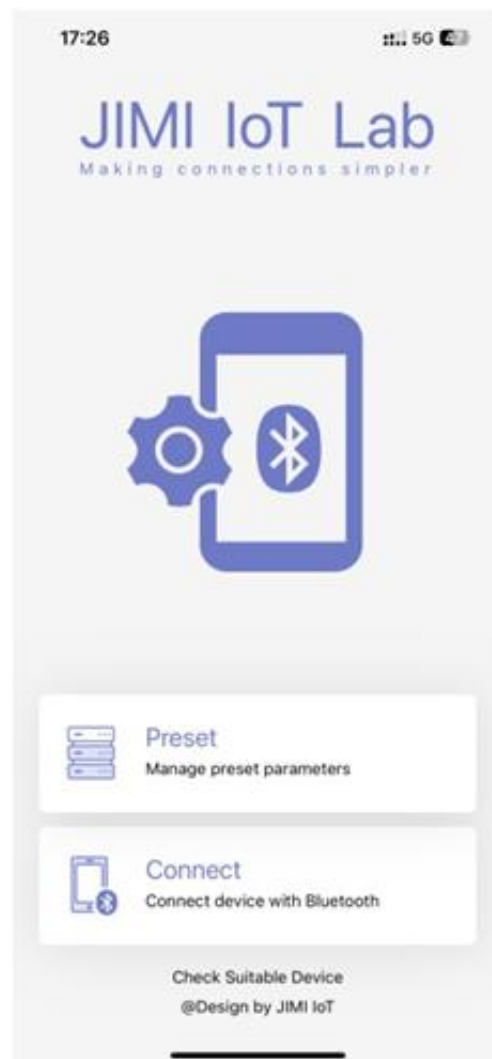 17:26 5G
JIMI IoT Lab
Making connections simpler
Preset
Manage preset parameters
Connect
Connect device with Bluetooth
Check Suitable Device
@Design by JIMI IoT